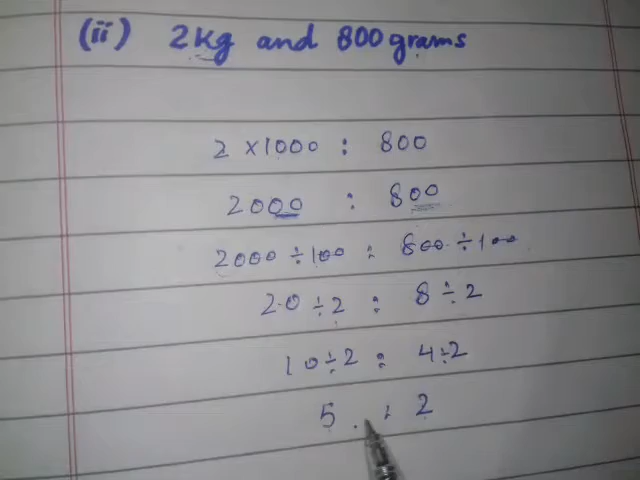 (ii) 2kg and 800 grams
2 × 1000 : 800
2000 : 800
2000 ÷ 100 : 800 ÷ 100
20 ÷ 2 : 8 ÷ 2
10 ÷ 2 : 4 ÷ 2
5 : 2